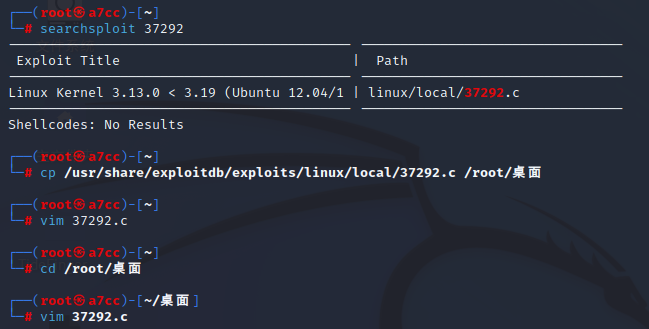 ┌──(root㉿a7cc)-[~]
└─# searchsploit 37292
Exploit Title | Path
Linux Kernel 3.13.0 < 3.19 (Ubuntu 12.04/1 | linux/local/37292.c
Shellcodes: No Results
┌──(root㉿a7cc)-[~]
└─# cp /usr/share/exploitdb/exploits/linux/local/37292.c /root/桌面
┌──(root㉿a7cc)-[~]
└─# vim 37292.c
┌──(root㉿a7cc)-[~]
└─# cd /root/桌面
┌──(root㉿a7cc)-[~/桌面]
└─# vim 37292.c